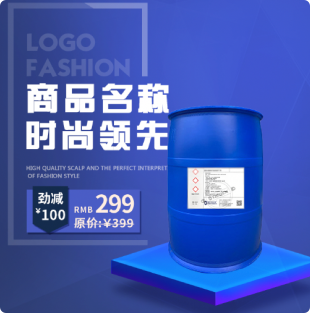 LOGO
FASHION
商品名称
时尚领先
HIGH QUALITY SCALP AND THE PERFECT INTERPRET
OF FASHION STYLE
劲减
¥100
RMB 299
原价:¥399